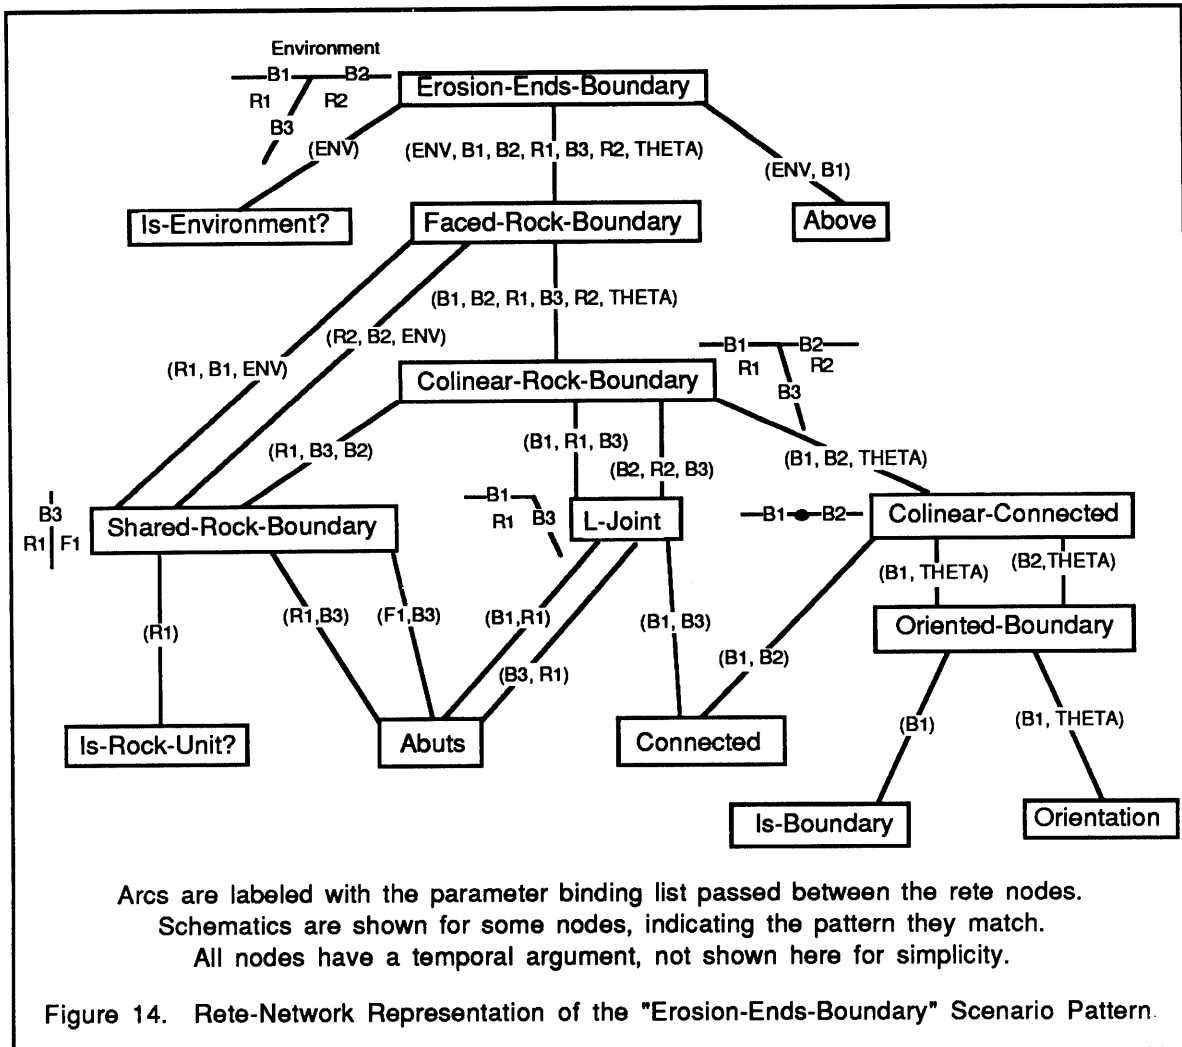 Environment
B1 B2
R1 R2
B3
Erosion-Ends-Boundary
(ENV)
(ENV, B1, B2, R1, B3, R2, THETA)
(ENV, B1)
Is-Environment?
Faced-Rock-Boundary
Above
(B1, B2, R1, B3, R2, THETA)
(R2, B2, ENV)
(R1, B1, ENV)
B1 B2
R1 R2
B3
Colinear-Rock-Boundary
(R1, B3, B2)
(B1, R1, B3)
(B2, R2, B3)
(B1, B2, THETA)
B3
R1 F1
Shared-Rock-Boundary
B1
R1 B3
L-Joint
B1 B2
Colinear-Connected
(B1, THETA)
(B2,THETA)
(R1)
(R1,B3)
(F1,B3)
(B1,R1)
(B3, R1)
(B1, B3)
(B1, B2)
Oriented-Boundary
(B1)
(B1, THETA)
Is-Rock-Unit?
Abuts
Connected
Is-Boundary
Orientation
Arcs are labeled with the parameter binding list passed between the rete nodes.
Schematics are shown for some nodes, indicating the pattern they match.
All nodes have a temporal argument, not shown here for simplicity.
Figure 14. Rete-Network Representation of the "Erosion-Ends-Boundary" Scenario Pattern.